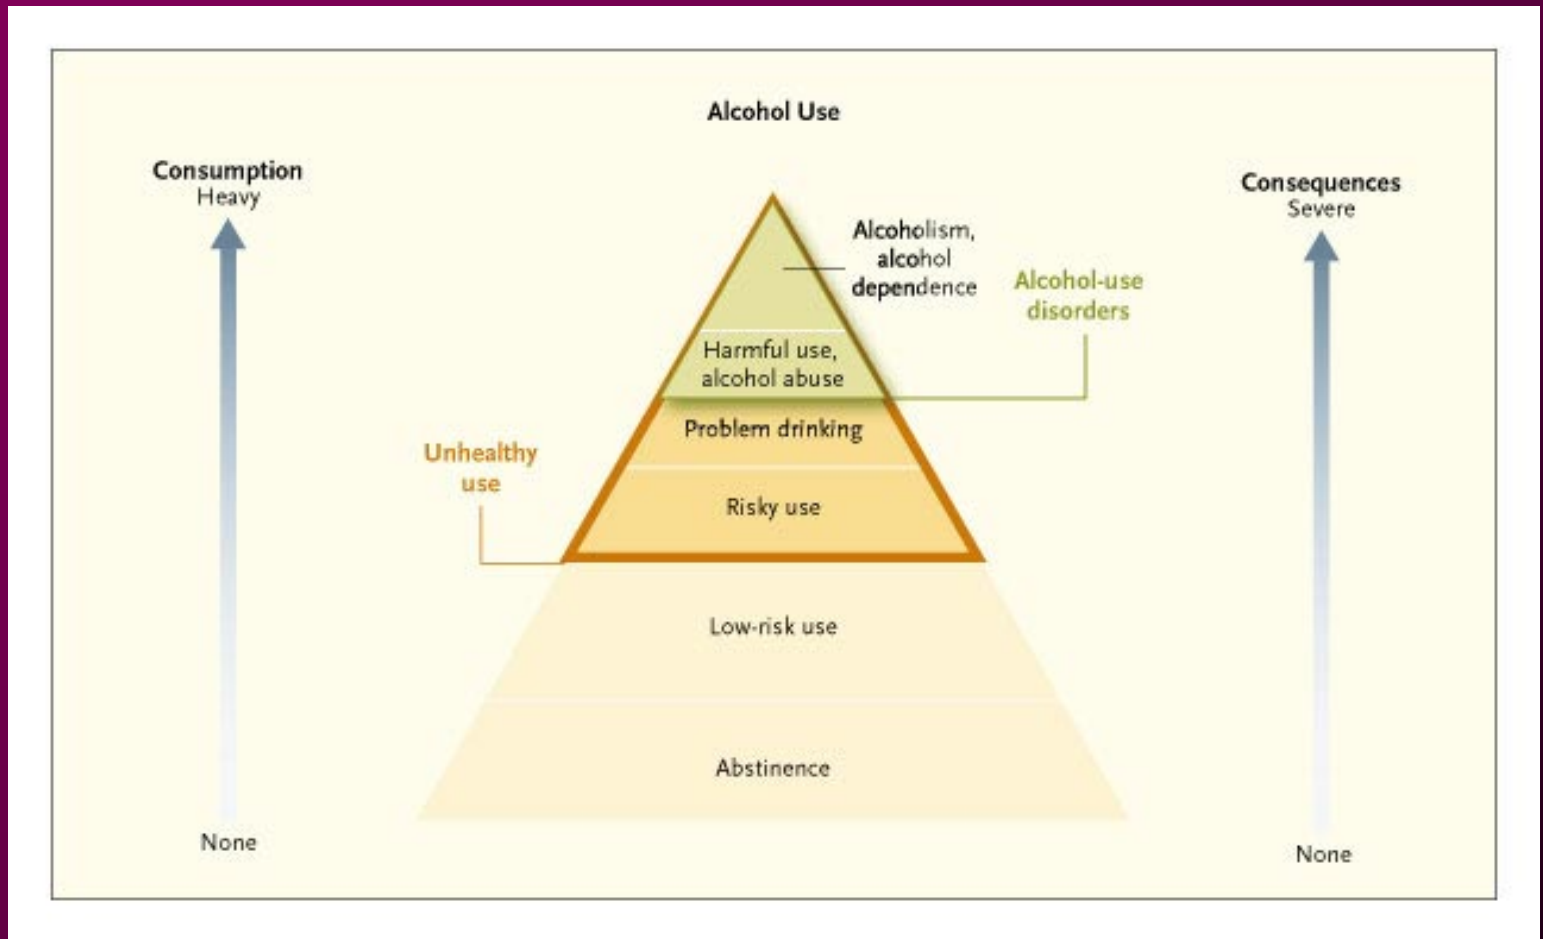 Alcohol Use
Consumption
Heavy
Consequences
Severe
Alcoholism,
alcohol
dependence
Alcohol-use
disorders
Harmful use,
alcohol abuse
Problem drinking
Unhealthy
use
Risky use
Low-risk use
Abstinence
None
None